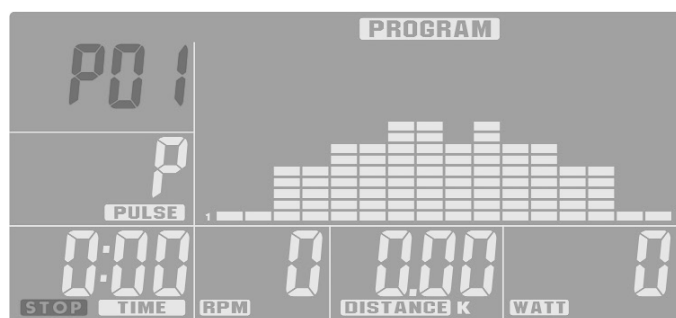 PROGRAM
P01
P
PULSE
1
0:00
0
0.00
0
STOP TIME
RPM
DISTANCE K
WATT